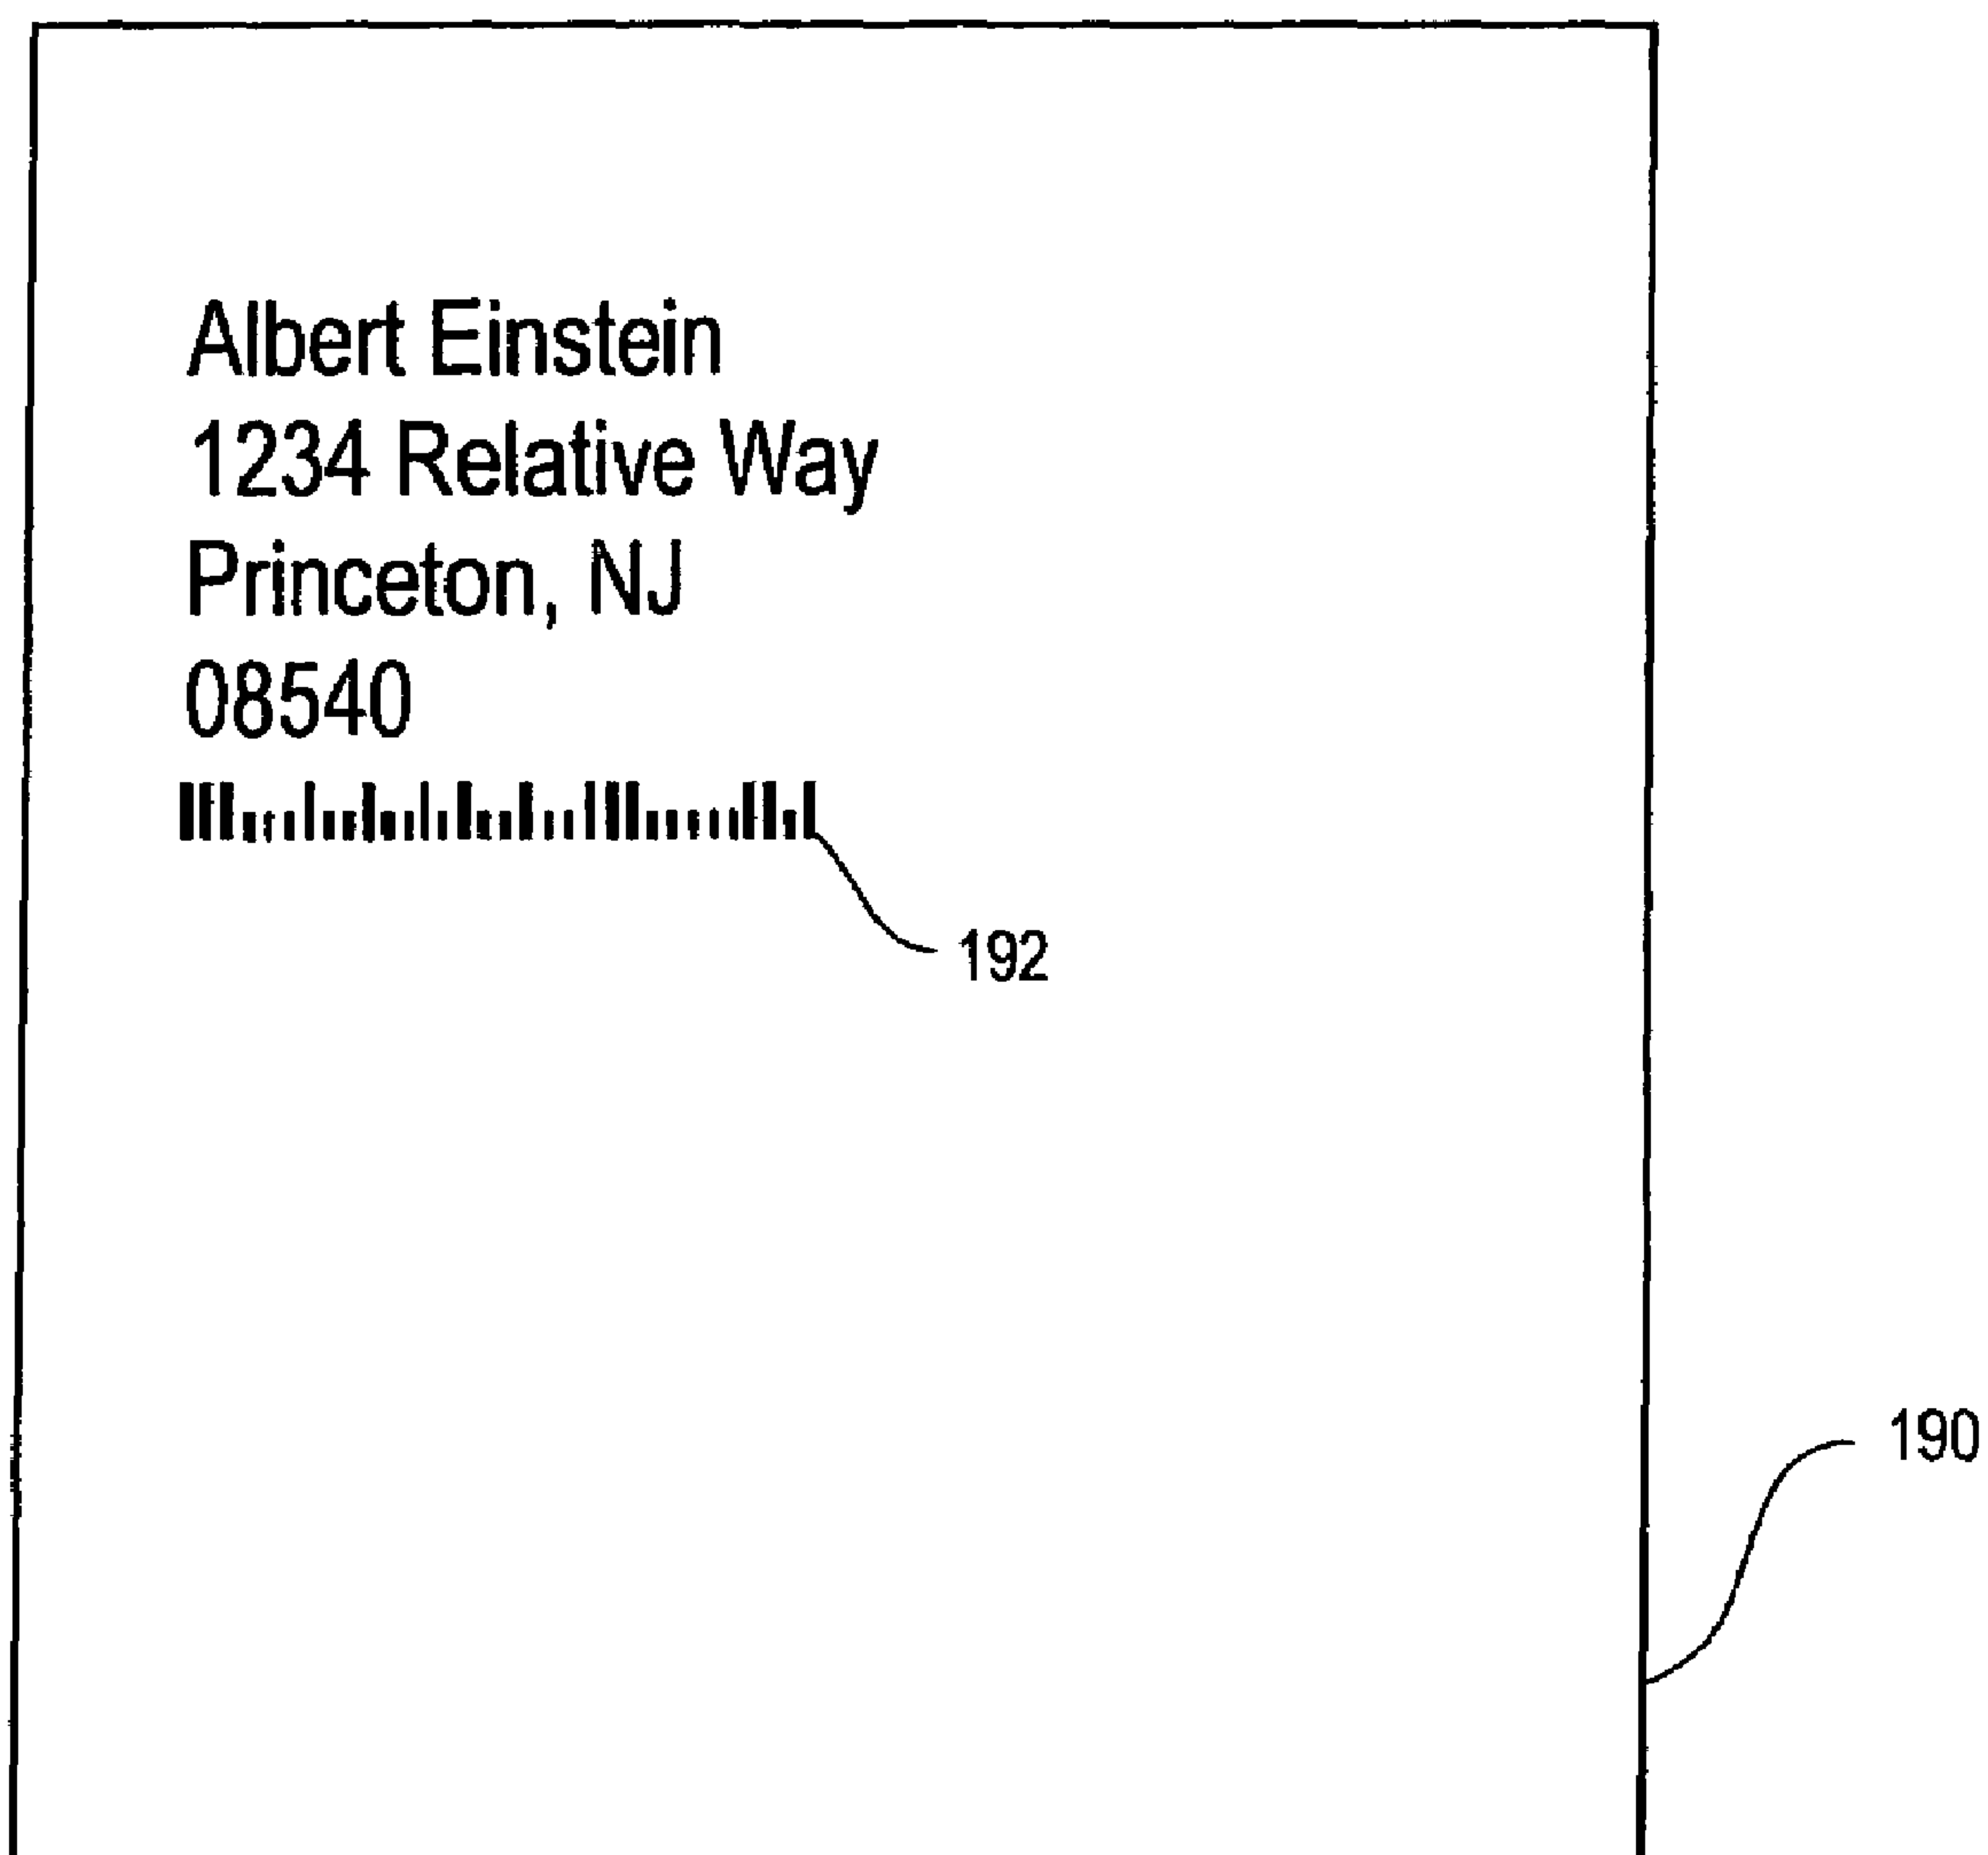 Albert Einstein
1234 Relative Way
Princeton, NJ
08540
192
190